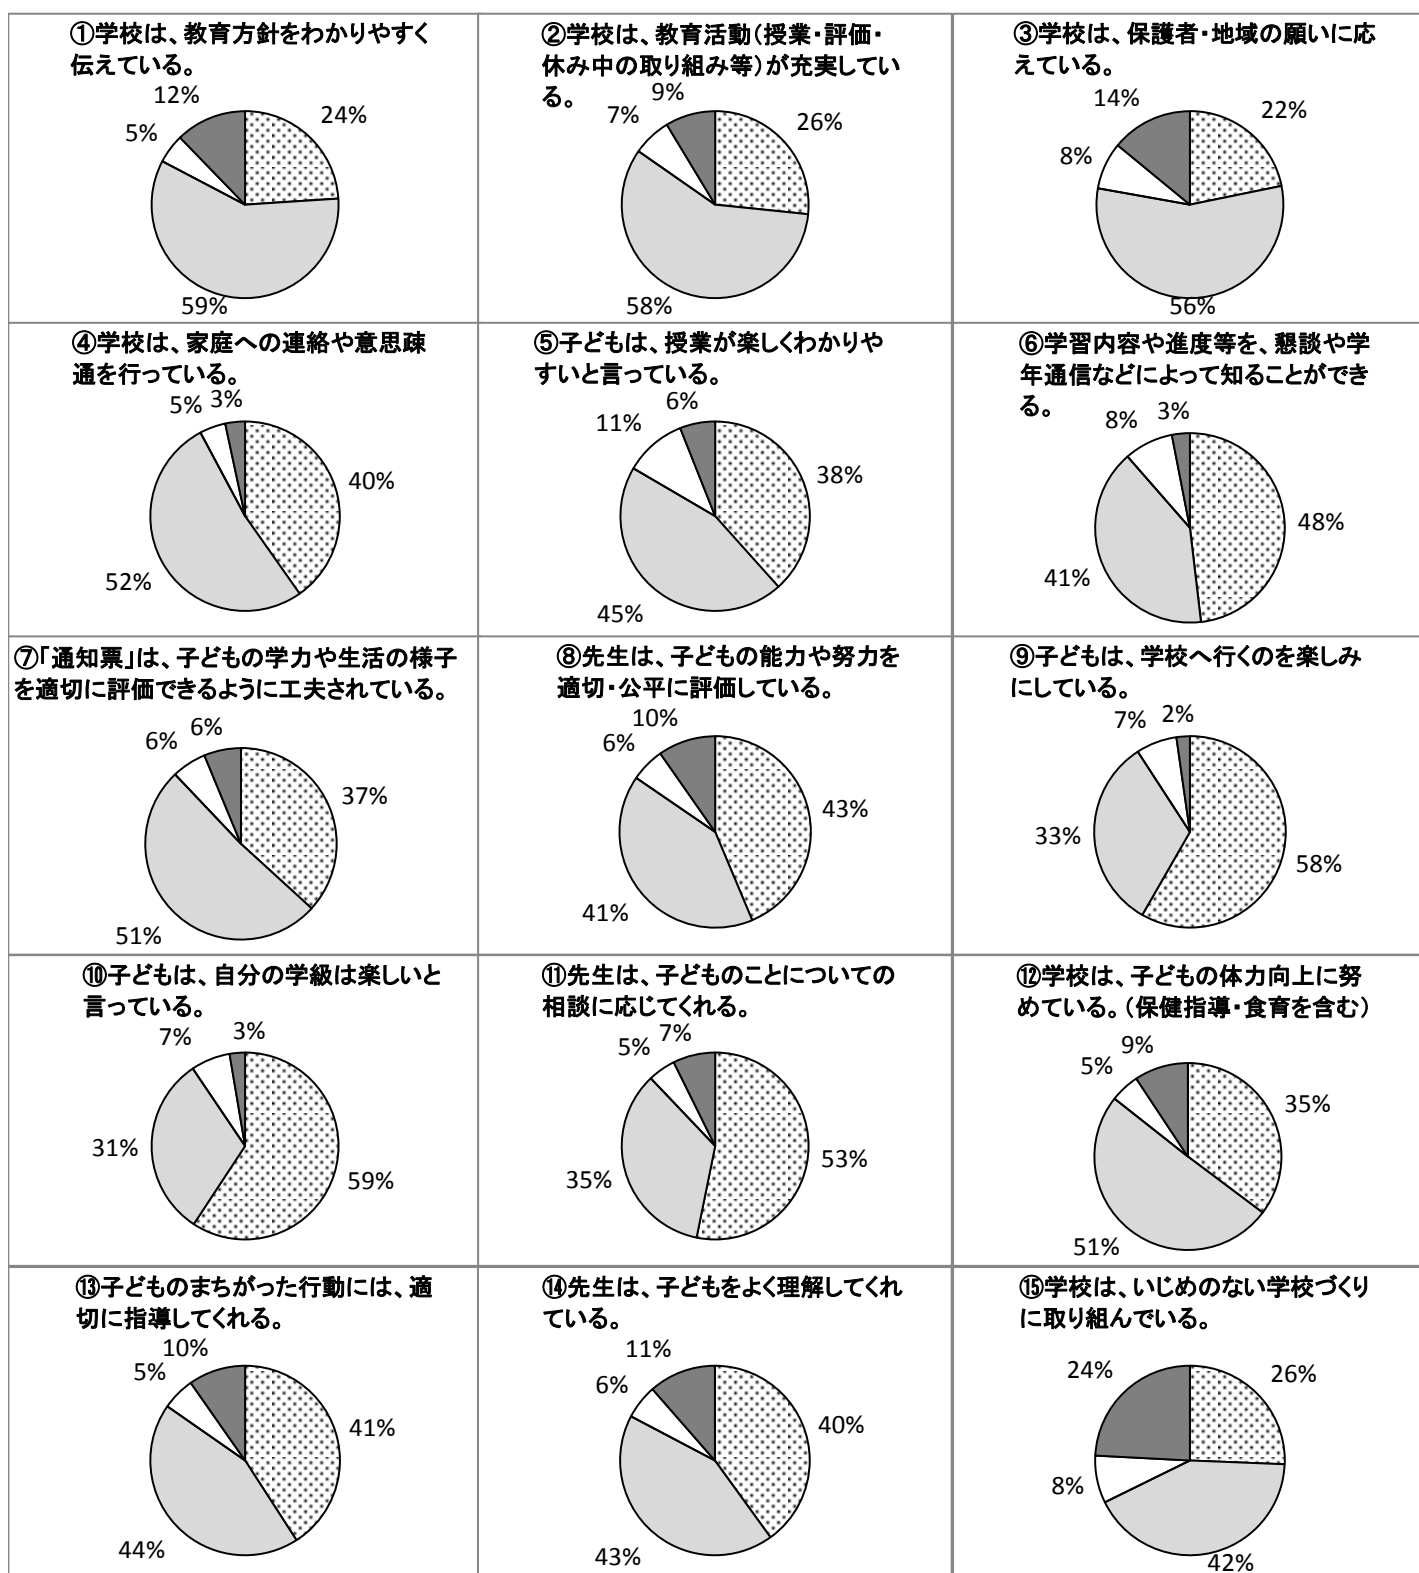 ①学校は、教育方針をわかりやすく
伝えている。
12%
24%
5%
59%
②学校は、教育活動（授業・評価・
休み中の取り組み等）が充実してい
る。
9%
7%
26%
58%
③学校は、保護者・地域の願いに応
えている。
14%
22%
8%
56%
④学校は、家庭への連絡や意思疎
通を行っている。
5%
3%
40%
52%
⑤子どもは、授業が楽しくわかりや
すいと言っている。
6%
11%
38%
45%
⑥学習内容や進度等を、懇談や学
年通信などによって知ることができ
る。
8%
3%
48%
41%
⑦「通知票」は、子どもの学力や生活の様子
を適切に評価できるように工夫されている。
6%
6%
37%
51%
⑧先生は、子どもの能力や努力を
適切・公平に評価している。
10%
6%
43%
41%
⑨子どもは、学校へ行くのを楽しみ
にしている。
7%
2%
33%
58%
⑩子どもは、自分の学級は楽しいと
言っている。
7%
3%
31%
59%
⑪先生は、子どものことについての
相談に応じてくれる。
5%
7%
35%
53%
⑫学校は、子どもの体力向上に努
めている。（保健指導・食育を含む）
9%
5%
35%
51%
⑬子どものまちがった行動には、適
切に指導してくれる。
10%
5%
41%
44%
⑭先生は、子どもをよく理解してくれ
ている。
11%
6%
40%
43%
⑮学校は、いじめのない学校づくり
に取り組んでいる。
24%
26%
8%
42%